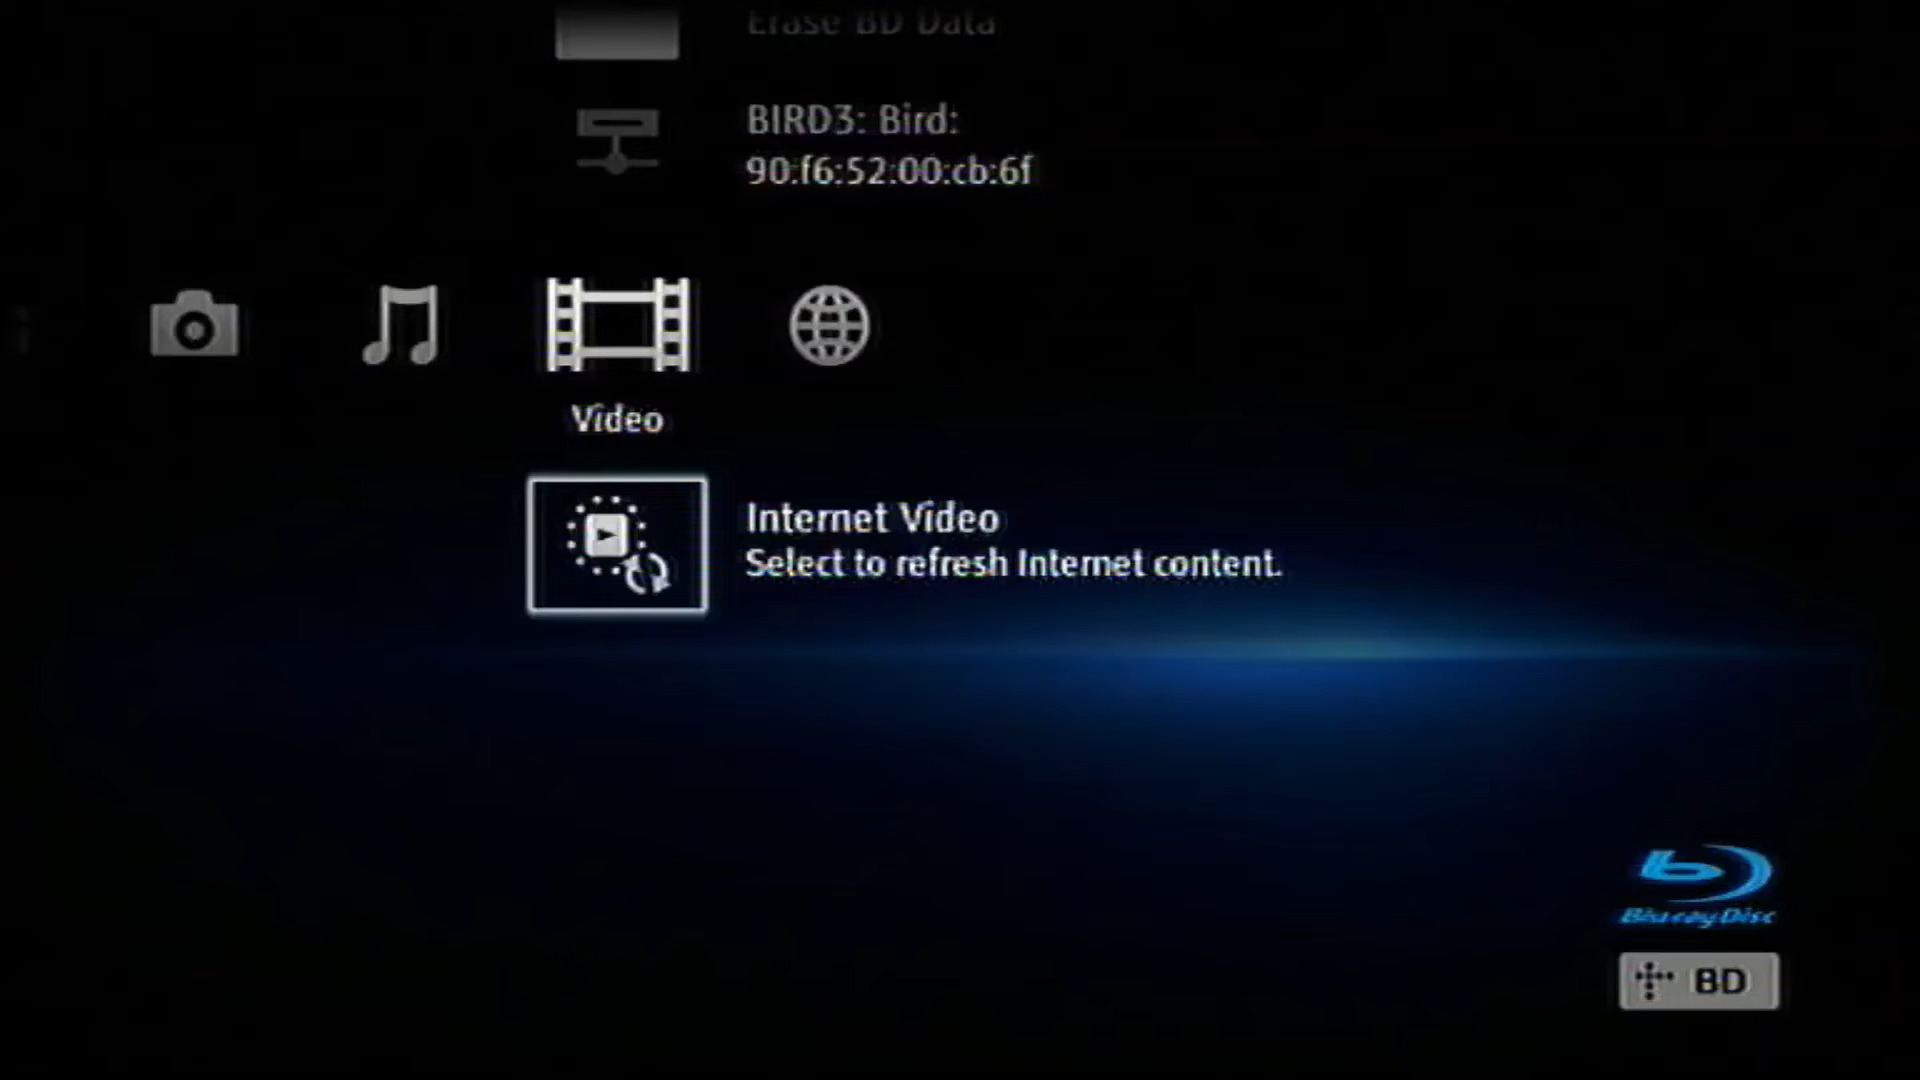 Erase BD Data
BIRD3: Bird:
90:f6:52:00:cb:6f
Video
Internet Video
Select to refresh Internet content.
Blu-ray Disc
BD